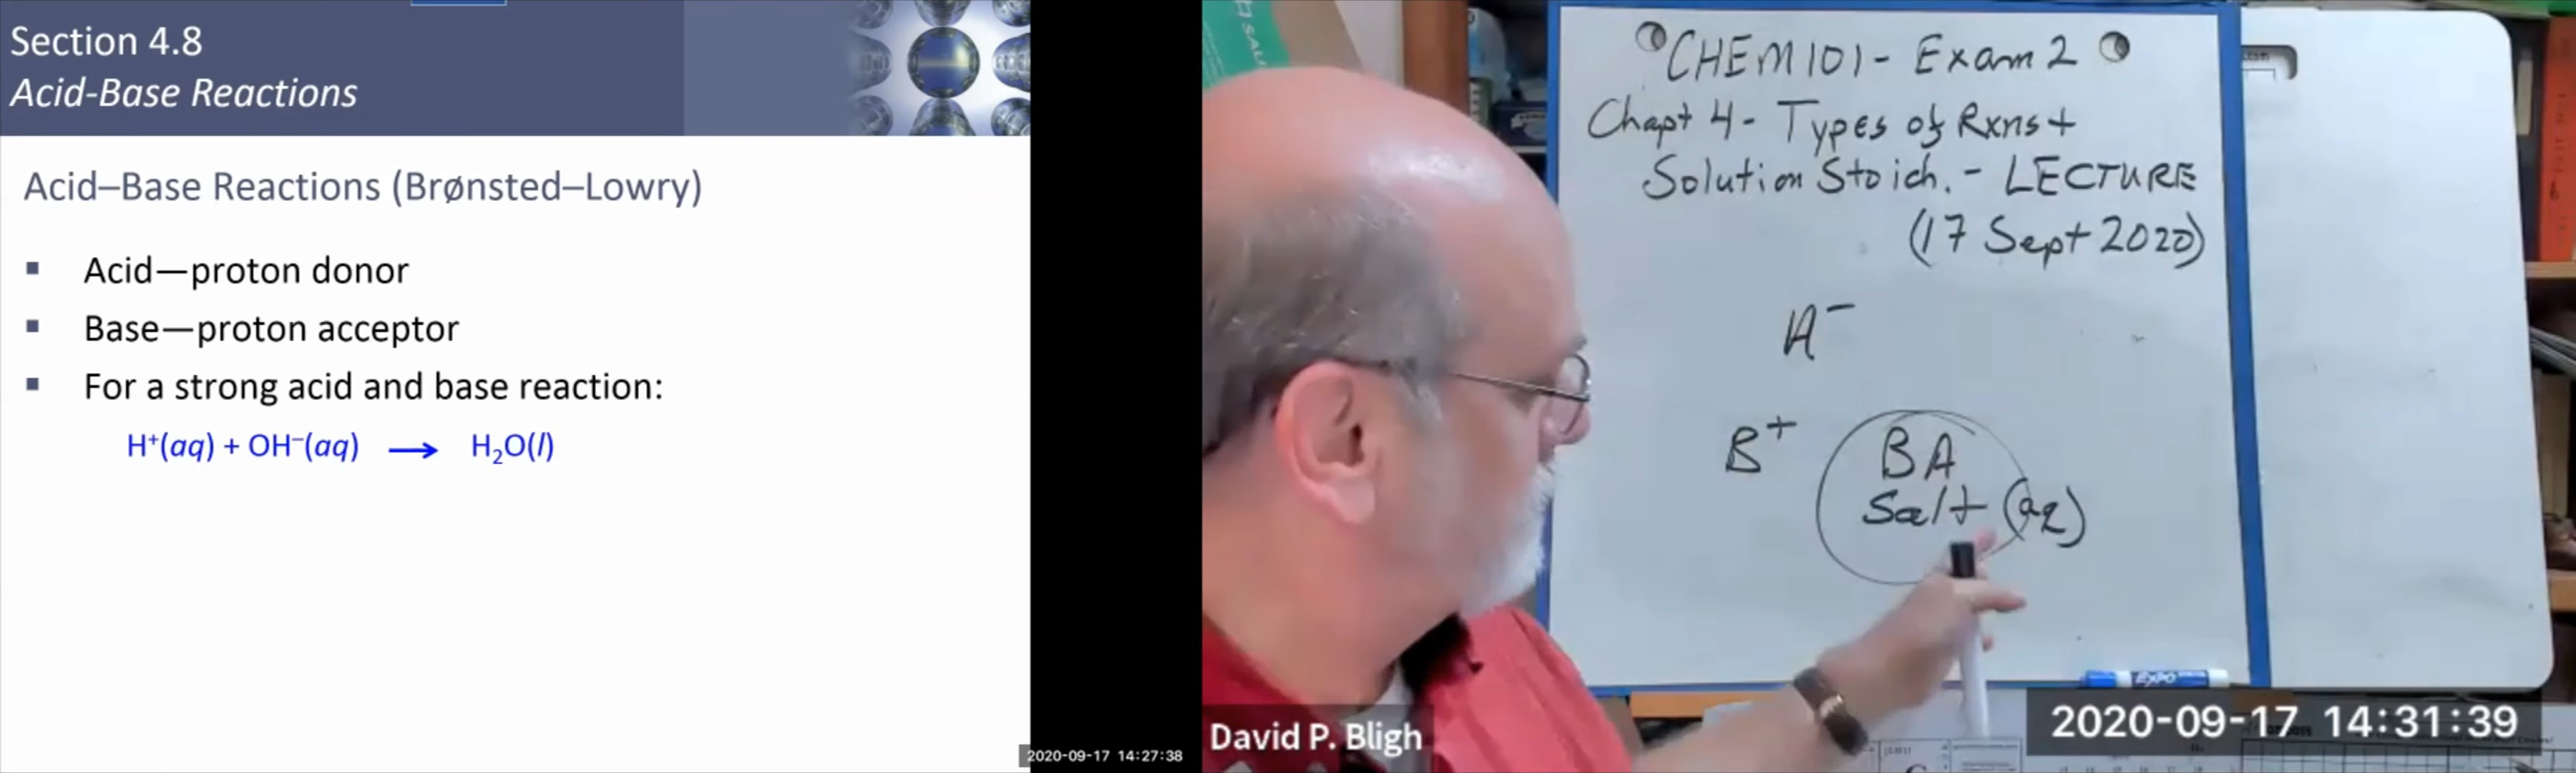 Section 4.8
Acid-Base Reactions
Acid–Base Reactions (Brønsted–Lowry)
▪ Acid—proton donor
▪ Base—proton acceptor
▪ For a strong acid and base reaction:
H⁺(aq) + OH⁻(aq) ⟶ H₂O(l)
2020-09-17 14:27:38
SAU
CHEM 101 - Exam 2
Chapt 4 - Types of Rxns +
Solution Stoich. - LECTURE
(17 Sept 2020)
A⁻
B⁺
BA
Salt (aq)
EXPO
.com
David P. Bligh
2020-09-17 14:31:39